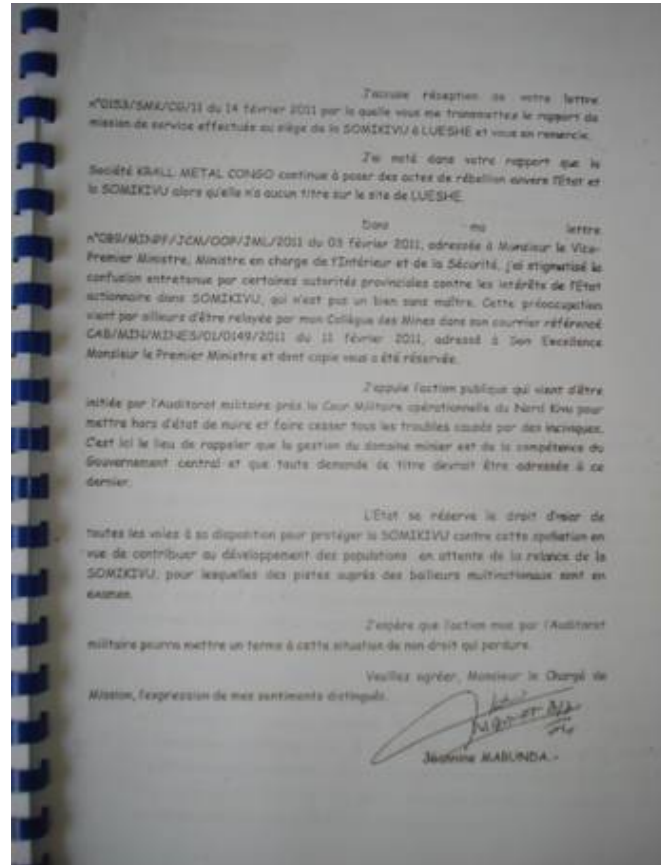 J'accuse réception de votre lettre
n°0153/SMK/CG/11 du 14 février 2011 par la quelle vous me transmettez le rapport de
mission de service effectuée au siège de la SOMIKIVU à LUESHE et vous en remercie.
J'ai noté dans votre rapport que la
Société KRALL METAL CONGO continue à poser des actes de rébellion envers l'Etat et
la SOMIKIVU alors qu'elle n'a aucun titre sur le site de LUESHE.
Dans ma lettre
n°089/MINPF/JCM/OOP/JML/2011 du 03 février 2011, adressée à Monsieur le Vice-
Premier Ministre, Ministre en charge de l'Intérieur et de la Sécurité, j'ai stigmatisé la
confusion entretenue par certaines autorités provinciales contre les intérêts de l'Etat
actionnaire dans SOMIKIVU, qui n'est pas un bien sans maître. Cette préoccupation
vient par ailleurs d'être relayée par mon Collègue des Mines dans son courrier référencé
CAB/MIN/MINES/01/0149/2011 du 11 février 2011, adressé à Son Excellence
Monsieur le Premier Ministre et dont copie vous a été réservée.
J'appuie l'action publique qui vient d'être
initiée par l'Auditorat militaire près la Cour Militaire opérationnelle du Nord Kivu pour
mettre hors d'état de nuire et faire cesser tous les troubles causés par des inciviques.
C'est ici le lieu de rappeler que la gestion du domaine minier est de la compétence du
Gouvernement central et que toute demande de titre devrait être adressée à ce
dernier.
L'Etat se réserve le droit d'user de
toutes les voies à sa disposition pour protéger la SOMIKIVU contre cette spoliation en
vue de contribuer au développement des populations en attente de la relance de la
SOMIKIVU, pour lesquelles des pistes auprès des bailleurs multinationaux sont en
examen.
J'espère que l'action mue par l'Auditorat
militaire pourra mettre un terme à cette situation de non droit qui perdure.
Veuillez agréer, Monsieur le Chargé de
Mission, l'expression de mes sentiments distingués.
Jeannine MABUNDA.-